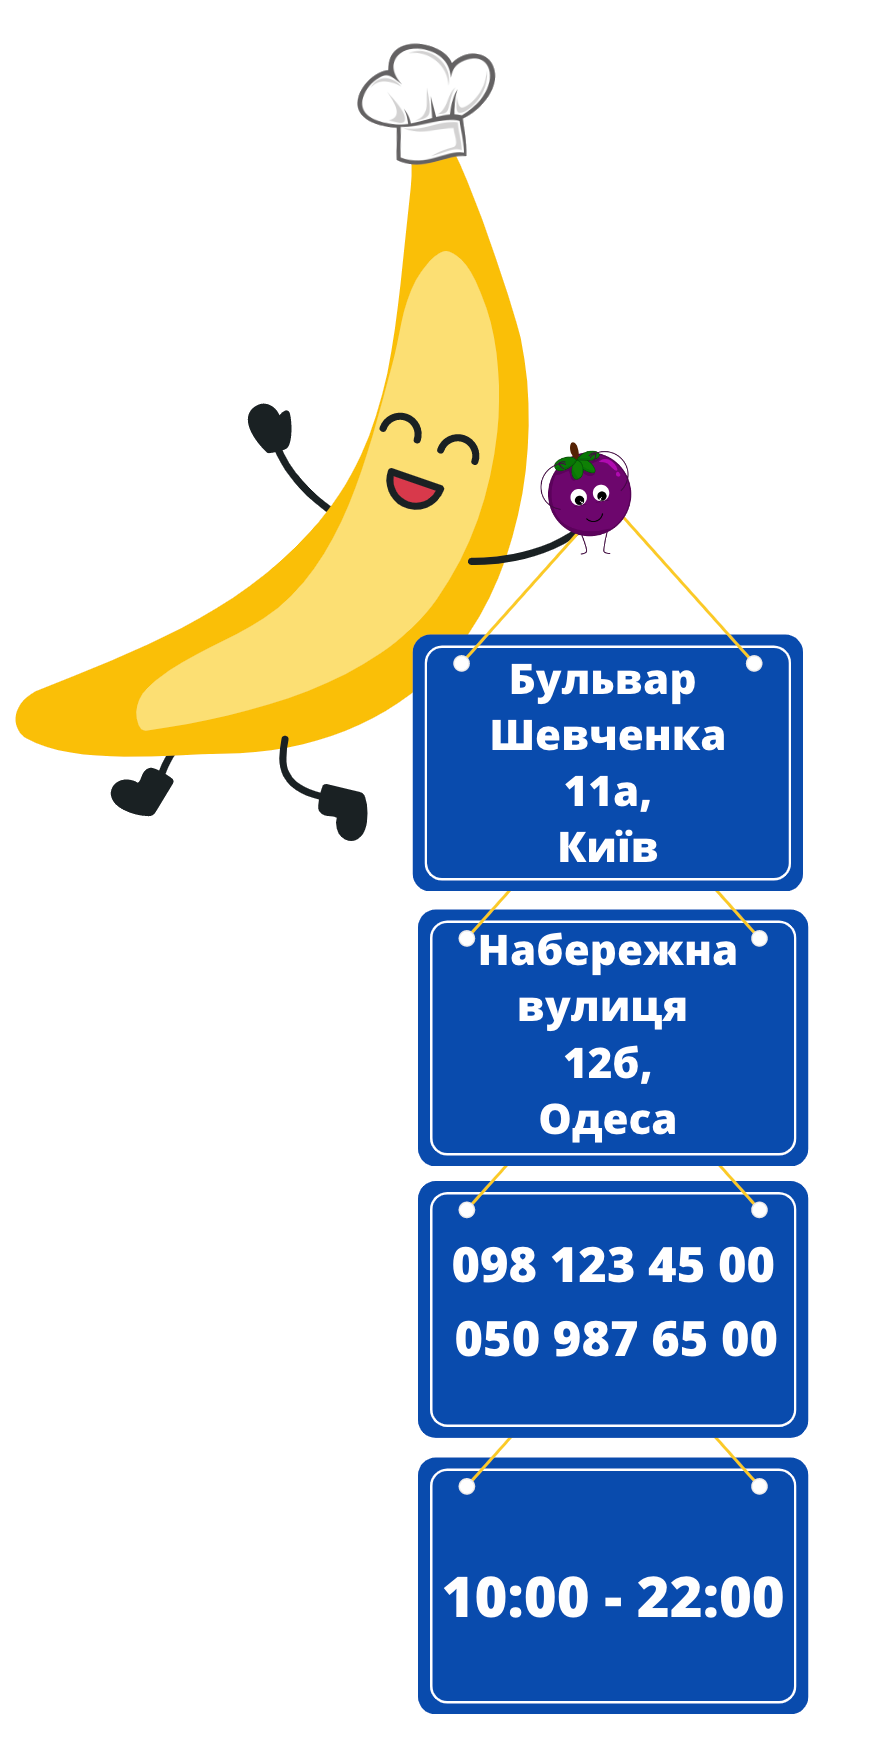 Бульвар
Шевченка
11а,
Київ
Набережна
вулиця
12б,
Одеса
098 123 45 00
050 987 65 00
10:00 - 22:00